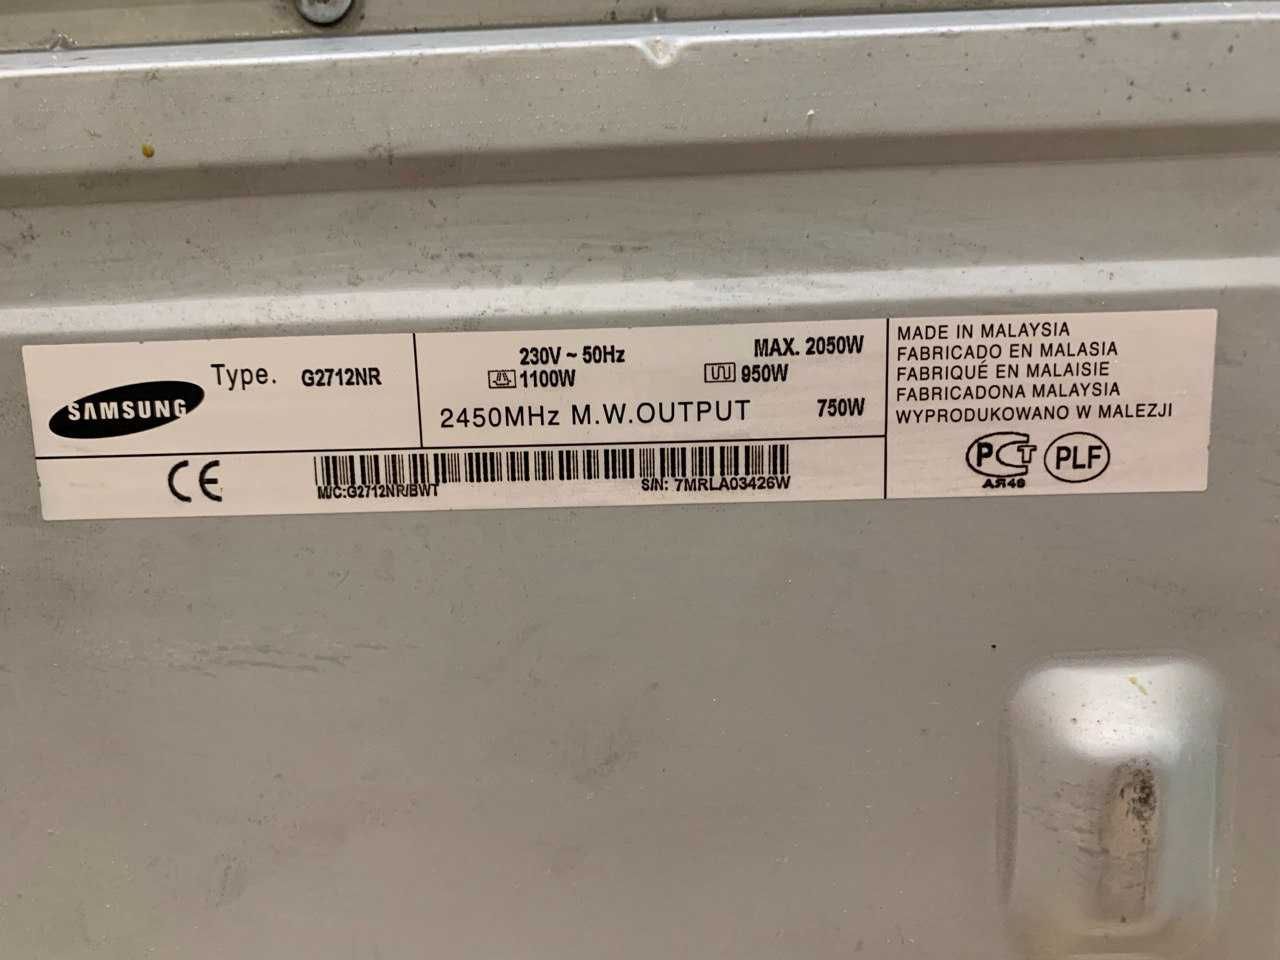 SAMSUNG
Type. G2712NR
230V ~ 50Hz MAX. 2050W
1100W 950W
2450MHz M.W.OUTPUT 750W
CE
M/C:G2712NR/BWT S/N: 7MRLA03426W
MADE IN MALAYSIA
FABRICADO EN MALASIA
FABRIQUÉ EN MALAISIE
FABRICADONA MALAYSIA
WYPRODUKOWANO W MALEZJI
PCT PLF
АЯ46